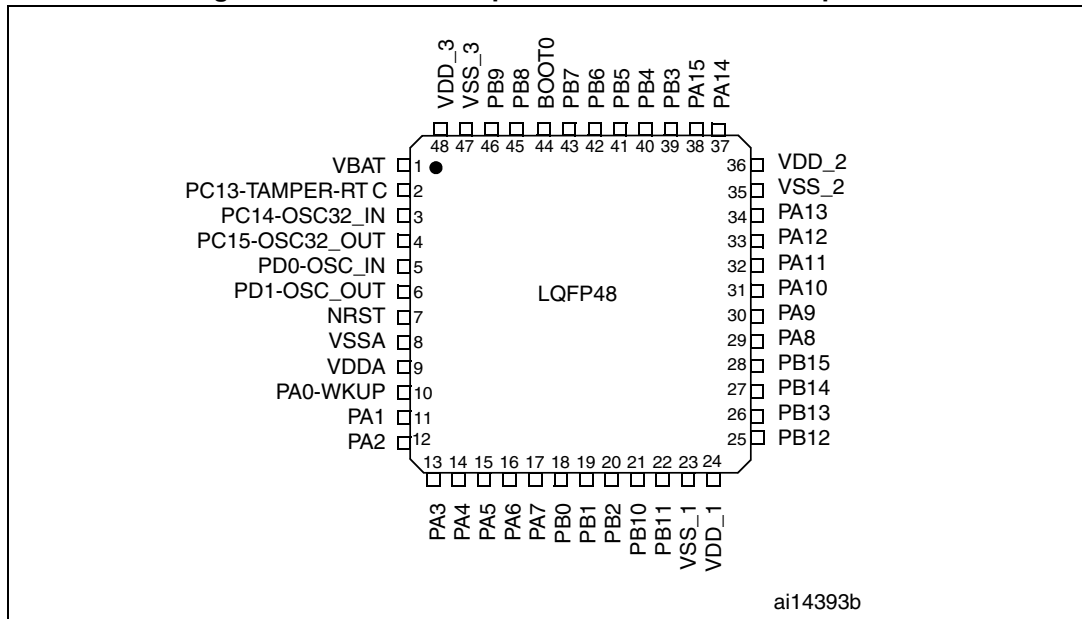 VDD_3
VSS_3
PB9
PB8
BOOT0
PB7
PB6
PB5
PB4
PB3
PA15
PA14
48 47 46 45 44 43 42 41 40 39 38 37
VBAT 1
PC13-TAMPER-RT C 2
PC14-OSC32_IN 3
PC15-OSC32_OUT 4
PD0-OSC_IN 5
PD1-OSC_OUT 6
NRST 7
VSSA 8
VDDA 9
PA0-WKUP 10
PA1 11
PA2 12
LQFP48
36 VDD_2
35 VSS_2
34 PA13
33 PA12
32 PA11
31 PA10
30 PA9
29 PA8
28 PB15
27 PB14
26 PB13
25 PB12
13 14 15 16 17 18 19 20 21 22 23 24
PA3
PA4
PA5
PA6
PA7
PB0
PB1
PB2
PB10
PB11
VSS_1
VDD_1
ai14393b